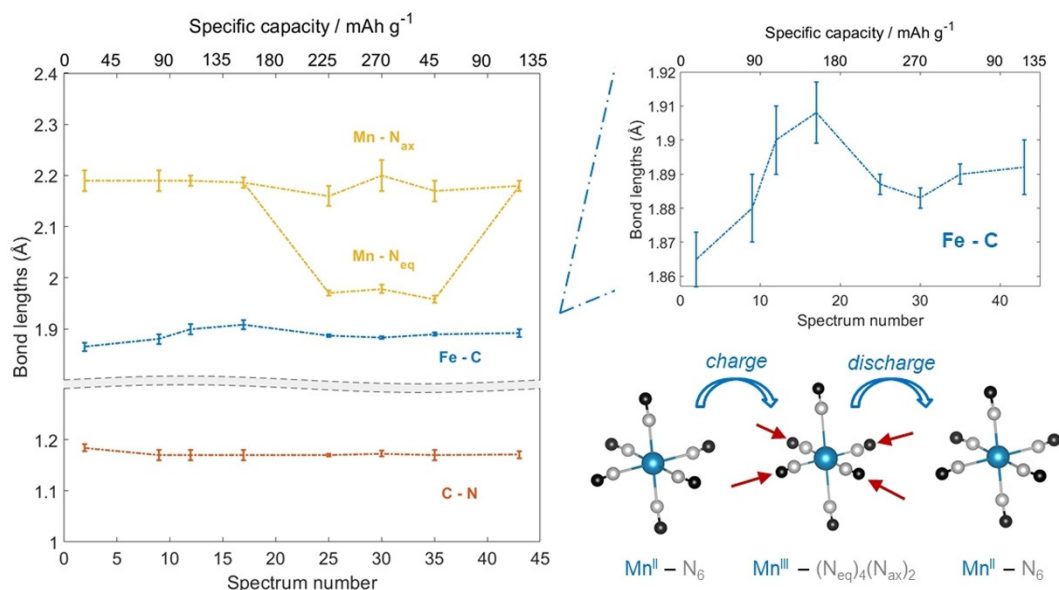 Specific capacity / mAh g⁻¹
0 45 90 135 180 225 270 45 90 135
2.4
2.3
2.2
2.1
2
1.9
1.2
1.1
1
Bond lengths (Å)
Mn - Nax
Mn - Neq
Fe - C
C - N
0 5 10 15 20 25 30 35 40 45
Spectrum number
Specific capacity / mAh g⁻¹
0 90 180 270 90 135
1.92
1.91
1.9
1.89
1.88
1.87
1.86
Bond lengths (Å)
Fe - C
0 10 20 30 40
Spectrum number
charge discharge
Mnᴵᴵ – N₆ Mnᴵᴵᴵ – (Neq)₄(Nax)₂ Mnᴵᴵ – N₆